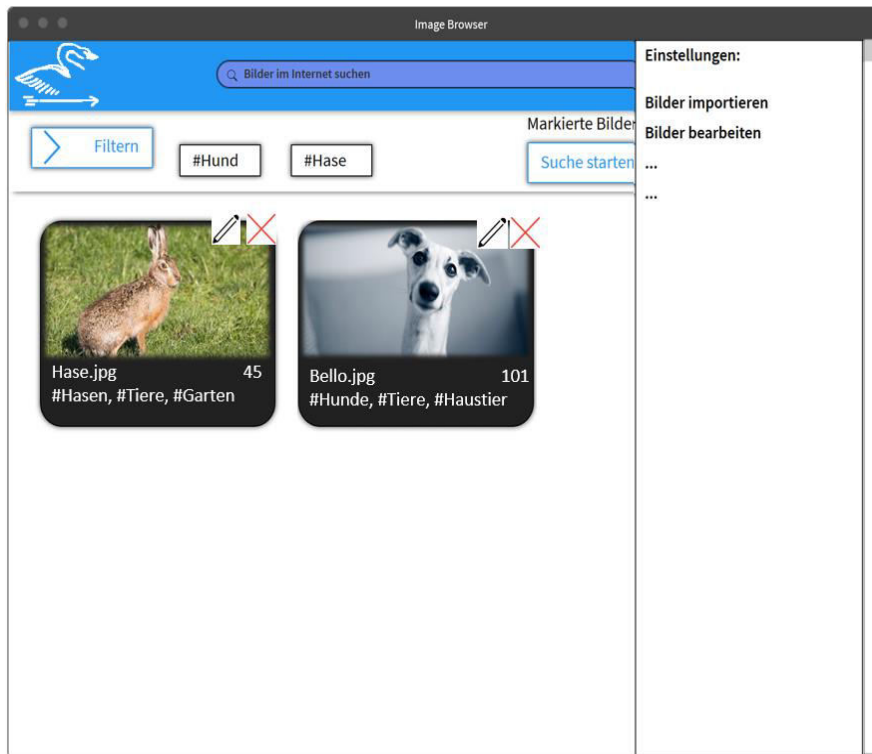 Image Browser
Bilder im Internet suchen
Filtern
#Hund
#Hase
Markierte Bilder
Suche starten
Hase.jpg 45
#Hasen, #Tiere, #Garten
Bello.jpg 101
#Hunde, #Tiere, #Haustier
Einstellungen:
Bilder importieren
Bilder bearbeiten
...
...